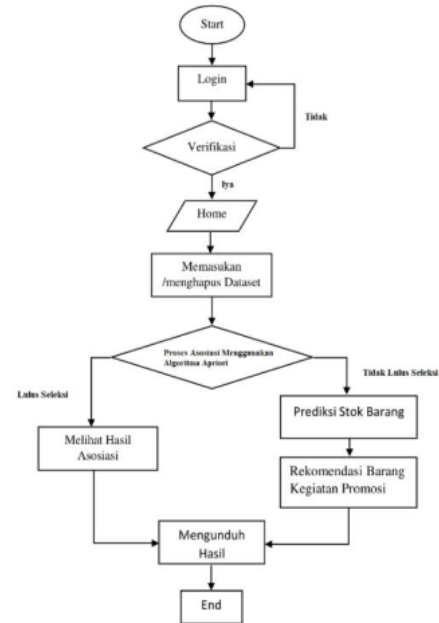 Start
Login
Tidak
Verifikasi
Iya
Home
Memasukan
/menghapus Dataset
Proses Asosiasi Menggunakan
Algoritma Apriori
Lulus Seleksi
Tidak Lulus Seleksi
Melihat Hasil
Asosiasi
Prediksi Stok Barang
Rekomendasi Barang
Kegiatan Promosi
Mengunduh
Hasil
End